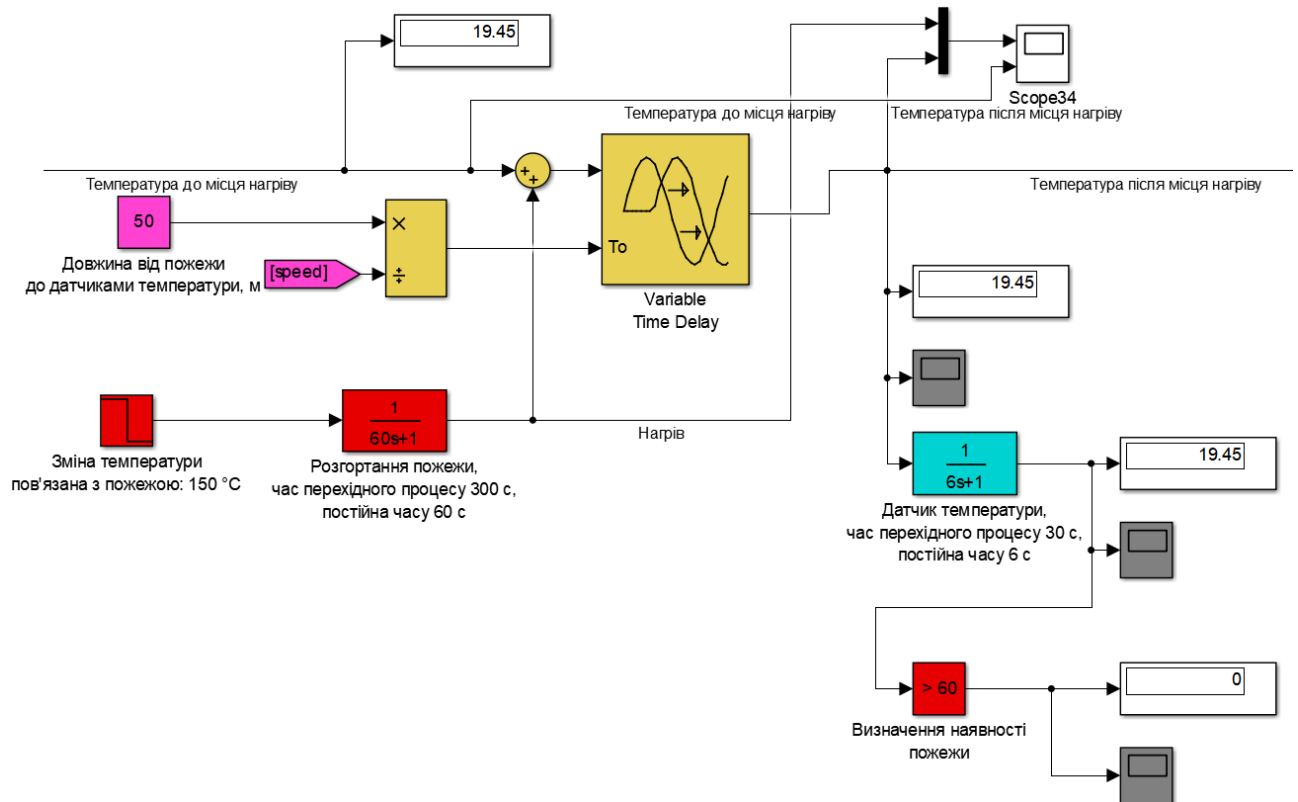 19.45
Scope34
Температура до місця нагріву
Температура після місця нагріву
Температура до місця нагріву
Температура після місця нагріву
+
+
50
×
÷
[speed]
To
Довжина від пожежи
до датчиками температури, м
Variable
Time Delay
19.45
Зміна температури
пов'язана з пожежою: 150 °C
1
60s+1
Розгортання пожежи,
час перехідного процесу 300 с,
постійна часу 60 с
Нагрів
1
6s+1
19.45
Датчик температури,
час перехідного процесу 30 с,
постійна часу 6 с
> 60
0
Визначення наявності
пожежи